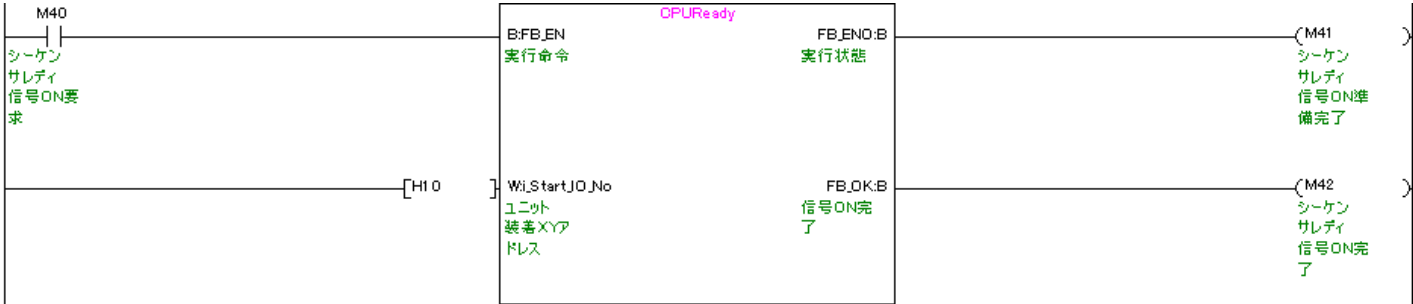 M40
シーケン
サレディ
信号ON要
求
CPUReady
B:FB_EN
実行命令
FB_ENO:B
実行状態
(M41 )
シーケン
サレディ
信号ON準
備完了
[H10 ]
W:i_Start_IO_No
ユニット
装着XYア
ドレス
FB_OK:B
信号ON完
了
(M42 )
シーケン
サレディ
信号ON完
了